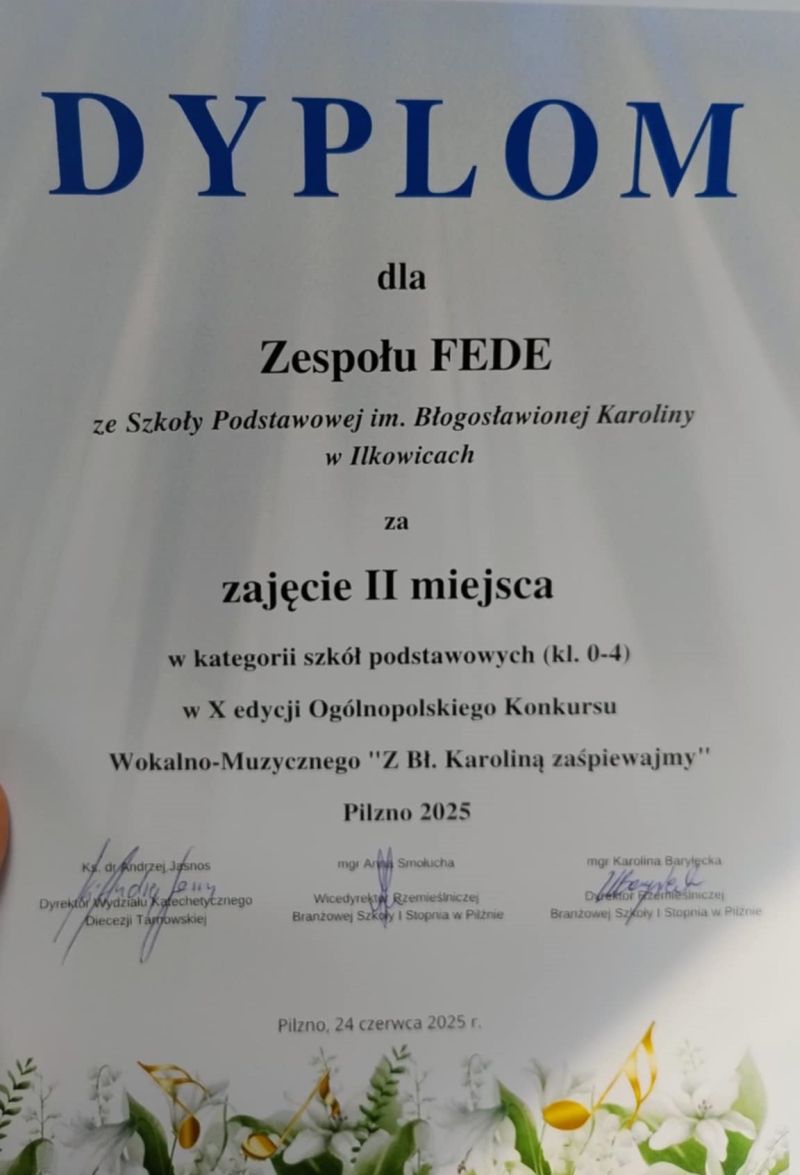 DYPLOM
dla
Zespołu FEDE
ze Szkoły Podstawowej im. Błogosławionej Karoliny
w Ilkowicach
za
zajęcie II miejsca
w kategorii szkół podstawowych (kl. 0-4)
w X edycji Ogólnopolskiego Konkursu
Wokalno-Muzycznego "Z Bł. Karoliną zaśpiewajmy"
Pilzno 2025
Ks. dr Andrzej Jasnos
Dyrektor Wydziału Katechetycznego
Diecezji Tarnowskiej
mgr Anna Smołucha
Wicedyrektor Rzemieślniczej
Branżowej Szkoły I Stopnia w Pilźnie
mgr Karolina Baryłecka
Dyrektor Rzemieślniczej
Branżowej Szkoły I Stopnia w Pilźnie
Pilzno, 24 czerwca 2025 r.